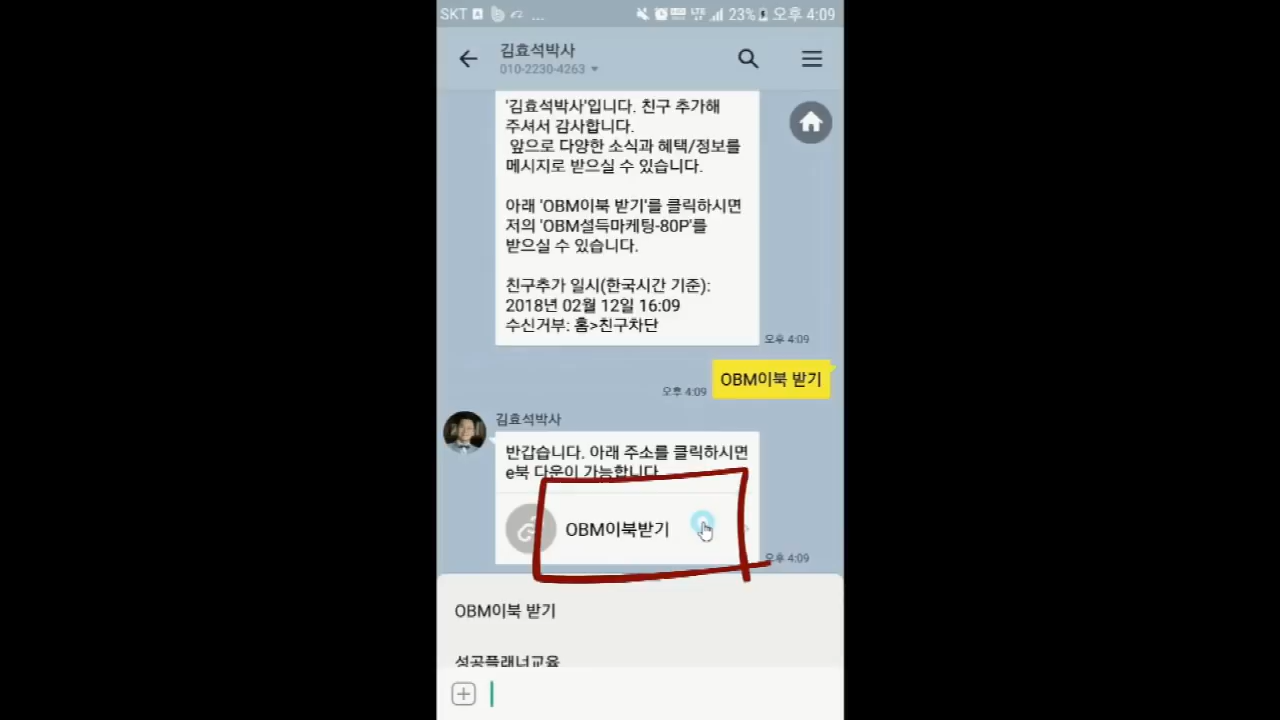 SKT ... 23% 오후 4:09
김효석박사
010-2230-4263
'김효석박사'입니다. 친구 추가해
주셔서 감사합니다.
앞으로 다양한 소식과 혜택/정보를
메시지로 받으실 수 있습니다.
아래 'OBM이북 받기'를 클릭하시면
저의 'OBM설득마케팅-80P'를
받으실 수 있습니다.
친구추가 일시(한국시간 기준):
2018년 02월 12일 16:09
수신거부: 홈>친구차단
오후 4:09
OBM이북 받기
오후 4:09
김효석박사
반갑습니다. 아래 주소를 클릭하시면
e북 다운이 가능합니다.
OBM이북받기
오후 4:09
OBM이북 받기
성공플래너교육